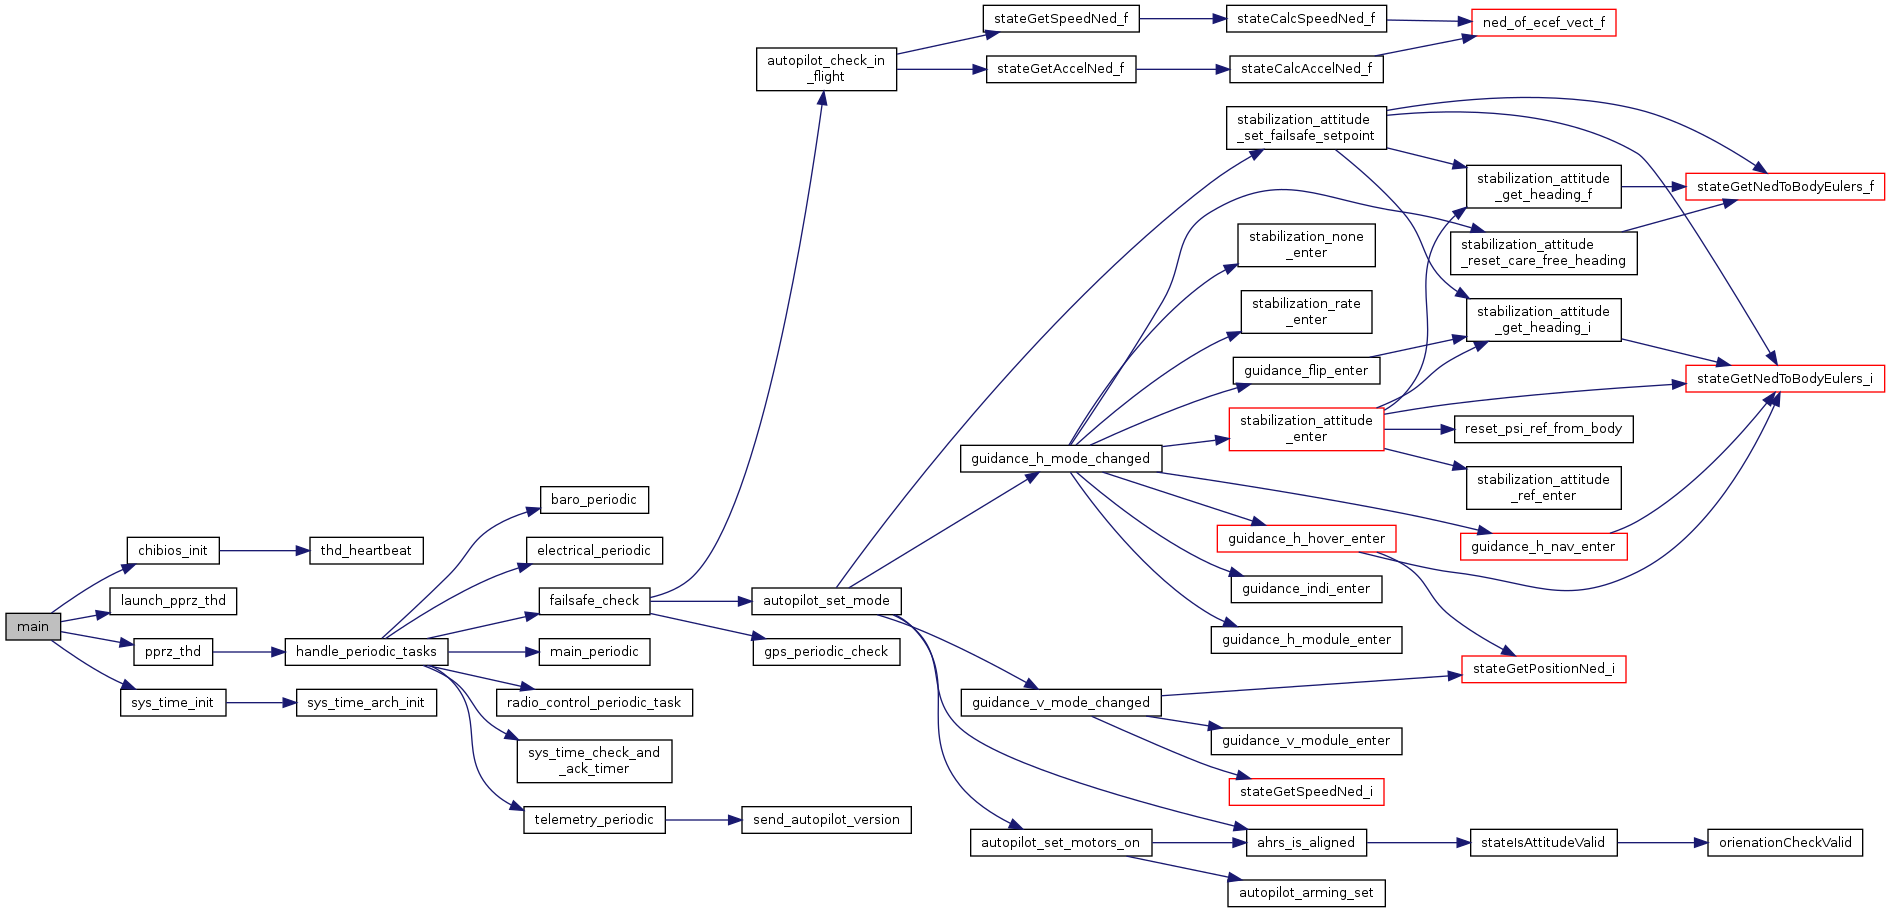 main
chibios_init
launch_pprz_thd
pprz_thd
sys_time_init
thd_heartbeat
handle_periodic_tasks
sys_time_arch_init
baro_periodic
electrical_periodic
failsafe_check
main_periodic
radio_control_periodic_task
sys_time_check_and
_ack_timer
telemetry_periodic
autopilot_check_in
_flight
autopilot_set_mode
gps_periodic_check
send_autopilot_version
stateGetSpeedNed_f
stateGetAccelNed_f
guidance_h_mode_changed
guidance_v_mode_changed
autopilot_set_motors_on
stateCalcSpeedNed_f
stateCalcAccelNed_f
stabilization_attitude
_set_failsafe_setpoint
stabilization_none
_enter
stabilization_rate
_enter
guidance_flip_enter
stabilization_attitude
_enter
guidance_h_hover_enter
guidance_indi_enter
guidance_h_module_enter
guidance_v_module_enter
stateGetSpeedNed_i
ahrs_is_aligned
autopilot_arming_set
ned_of_ecef_vect_f
stabilization_attitude
_get_heading_f
stabilization_attitude
_reset_care_free_heading
stabilization_attitude
_get_heading_i
reset_psi_ref_from_body
stabilization_attitude
_ref_enter
guidance_h_nav_enter
stateGetPositionNed_i
stateIsAttitudeValid
stateGetNedToBodyEulers_f
stateGetNedToBodyEulers_i
orienationCheckValid